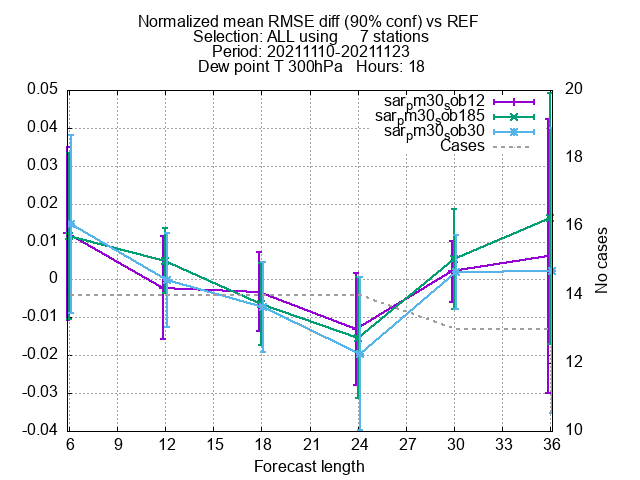 Normalized mean RMSE diff (90% conf) vs REF
Selection: ALL using 7 stations
Period: 20211110-20211123
Dew point T 300hPa Hours: 18
sar_pm30_sob12
sar_pm30_sob185
sar_pm30_sob30
Cases
0.05
0.04
0.03
0.02
0.01
0
-0.01
-0.02
-0.03
-0.04
20
18
16
14
12
10
No cases
6 9 12 15 18 21 24 27 30 33 36
Forecast length